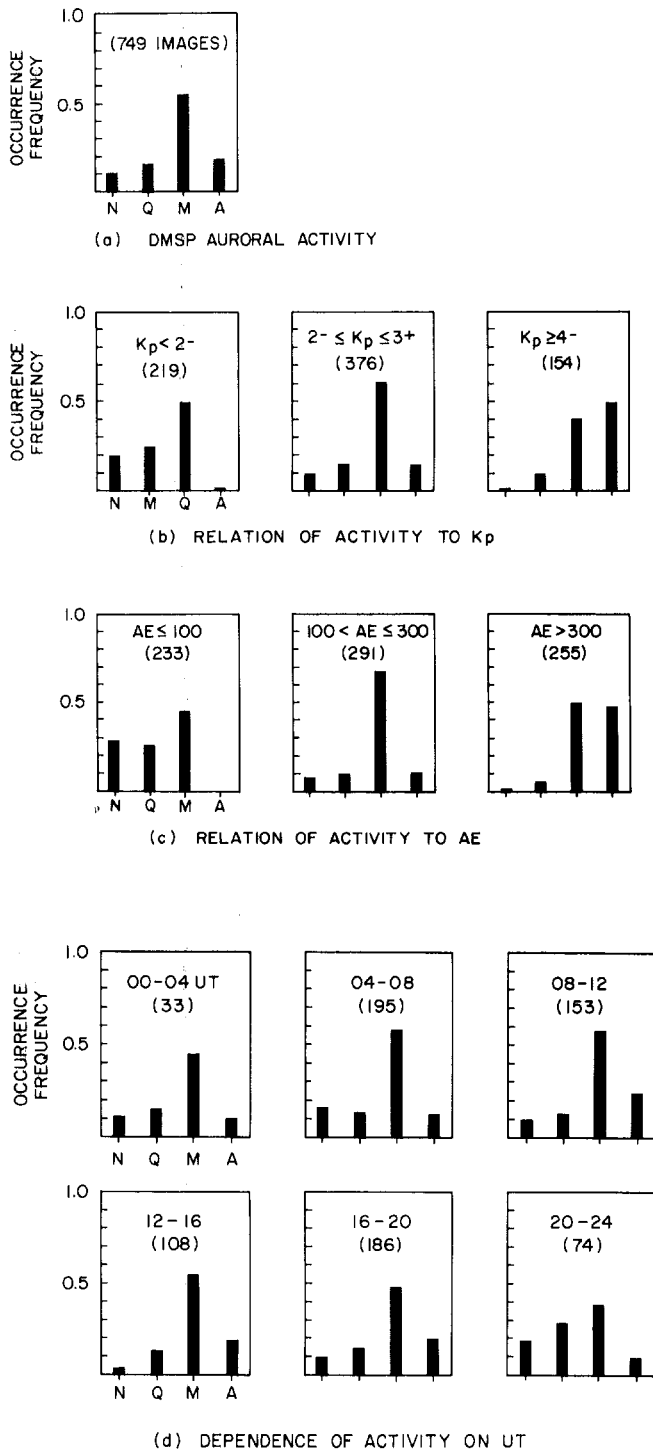 1.0
(749 IMAGES)
0.5
OCCURRENCE
FREQUENCY
N Q M A
(a) DMSP AURORAL ACTIVITY
1.0
Kp < 2-
(219)
2- ≤ Kp ≤ 3+
(376)
Kp ≥ 4-
(154)
0.5
OCCURRENCE
FREQUENCY
N M Q A
(b) RELATION OF ACTIVITY TO Kp
1.0
AE ≤ 100
(233)
100 < AE ≤ 300
(291)
AE > 300
(255)
0.5
N Q M A
(c) RELATION OF ACTIVITY TO AE
1.0
00-04 UT
(33)
04-08
(195)
08-12
(153)
0.5
OCCURRENCE
FREQUENCY
N Q M A
1.0
12-16
(108)
16-20
(186)
20-24
(74)
0.5
N Q M A
(d) DEPENDENCE OF ACTIVITY ON UT